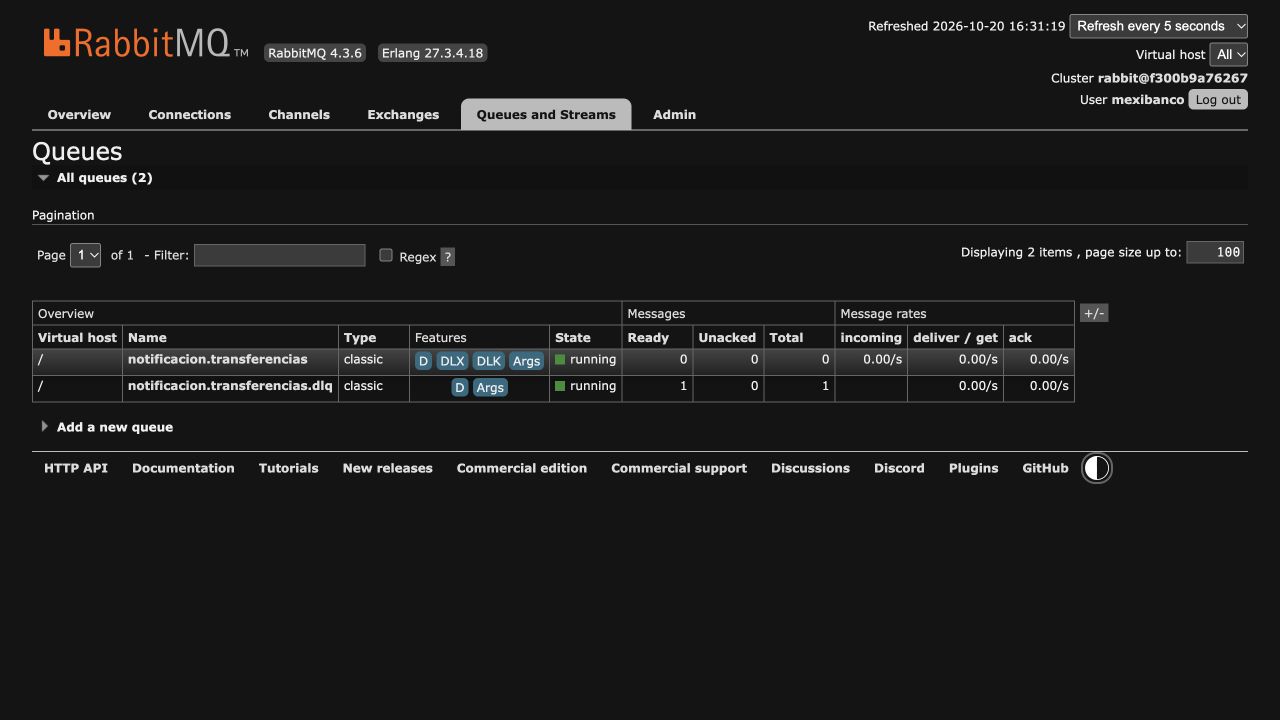 RabbitMQ TM RabbitMQ 4.3.6 Erlang 27.3.4.18
Refreshed 2026-10-20 16:31:19 Refresh every 5 seconds
Virtual host All
Cluster rabbit@f300b9a76267
User mexibanco Log out
Overview Connections Channels Exchanges Queues and Streams Admin
Queues
All queues (2)
Pagination
Page 1 of 1 - Filter: Regex ? Displaying 2 items , page size up to: 100
Overview Messages Message rates +/-
Virtual host Name Type Features State Ready Unacked Total incoming deliver / get ack
/ notificacion.transferencias classic D DLX DLK Args running 0 0 0 0.00/s 0.00/s 0.00/s
/ notificacion.transferencias.dlq classic D Args running 1 0 1 0.00/s 0.00/s
Add a new queue
HTTP API Documentation Tutorials New releases Commercial edition Commercial support Discussions Discord Plugins GitHub